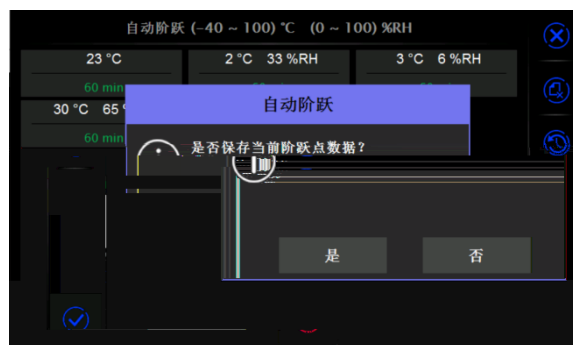 自动阶跃 (-40 ~ 100) °C (0 ~ 100) %RH
23 °C
2 °C 33 %RH
3 °C 6 %RH
60 min
30 °C 65
60 min
自动阶跃
是否保存当前阶跃点数据?
是
否